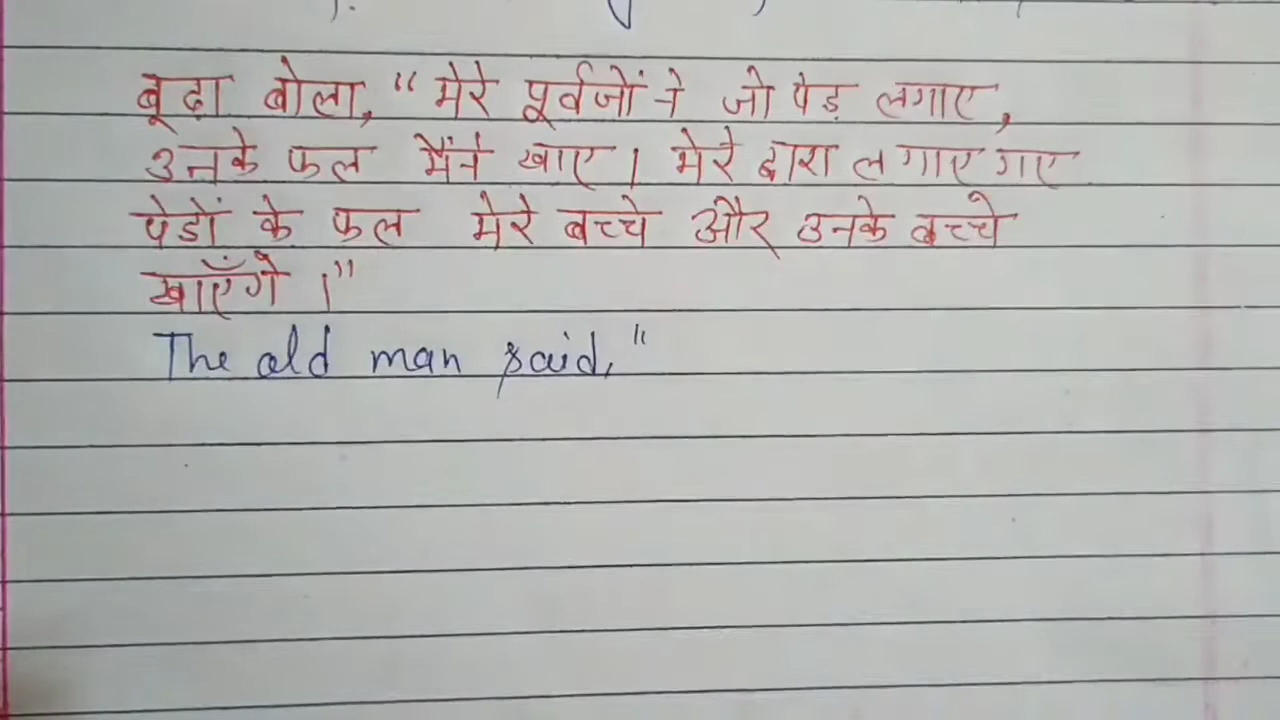 बूढ़ा बोला, “मेरे पूर्वजों ने जो पेड़ लगाए,
उनके फल मैंने खाए। मेरे द्वारा लगाए गए
पेडों के फल मेरे बच्चे और उनके बच्चे
खाएँगे।”
The old man said, "